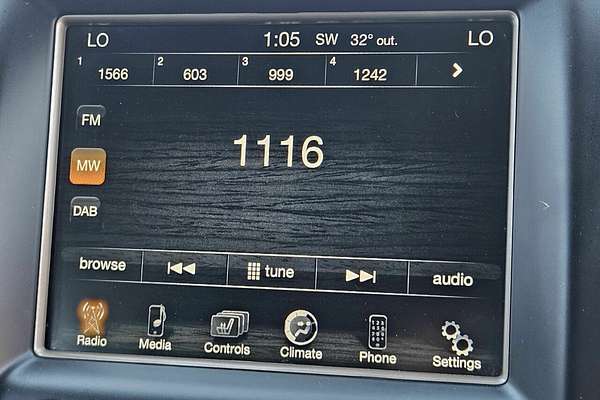 LO 1:05 SW 32° out. LO
1 1566 2 603 3 999 4 1242
FM
1116
MW
DAB
browse tune audio
Radio Media Controls Climate Phone Settings